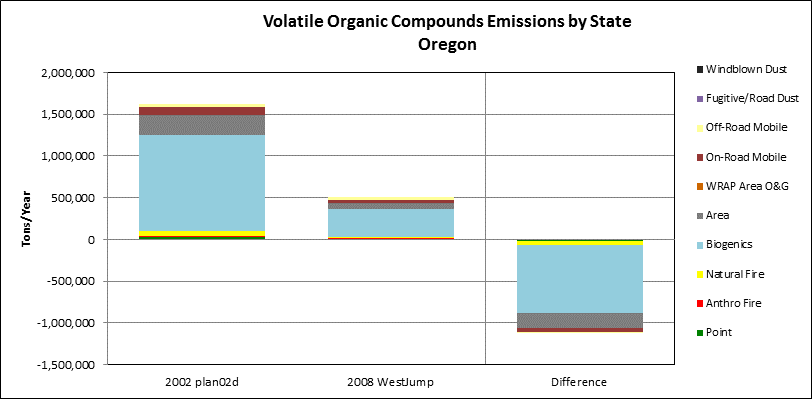 Volatile Organic Compounds Emissions by State
Oregon
2,000,000
1,500,000
1,000,000
500,000
0
-500,000
-1,000,000
-1,500,000
Tons/Year
2002 plan02d
2008 WestJump
Difference
Windblown Dust
Fugitive/Road Dust
Off-Road Mobile
On-Road Mobile
WRAP Area O&G
Area
Biogenics
Natural Fire
Anthro Fire
Point